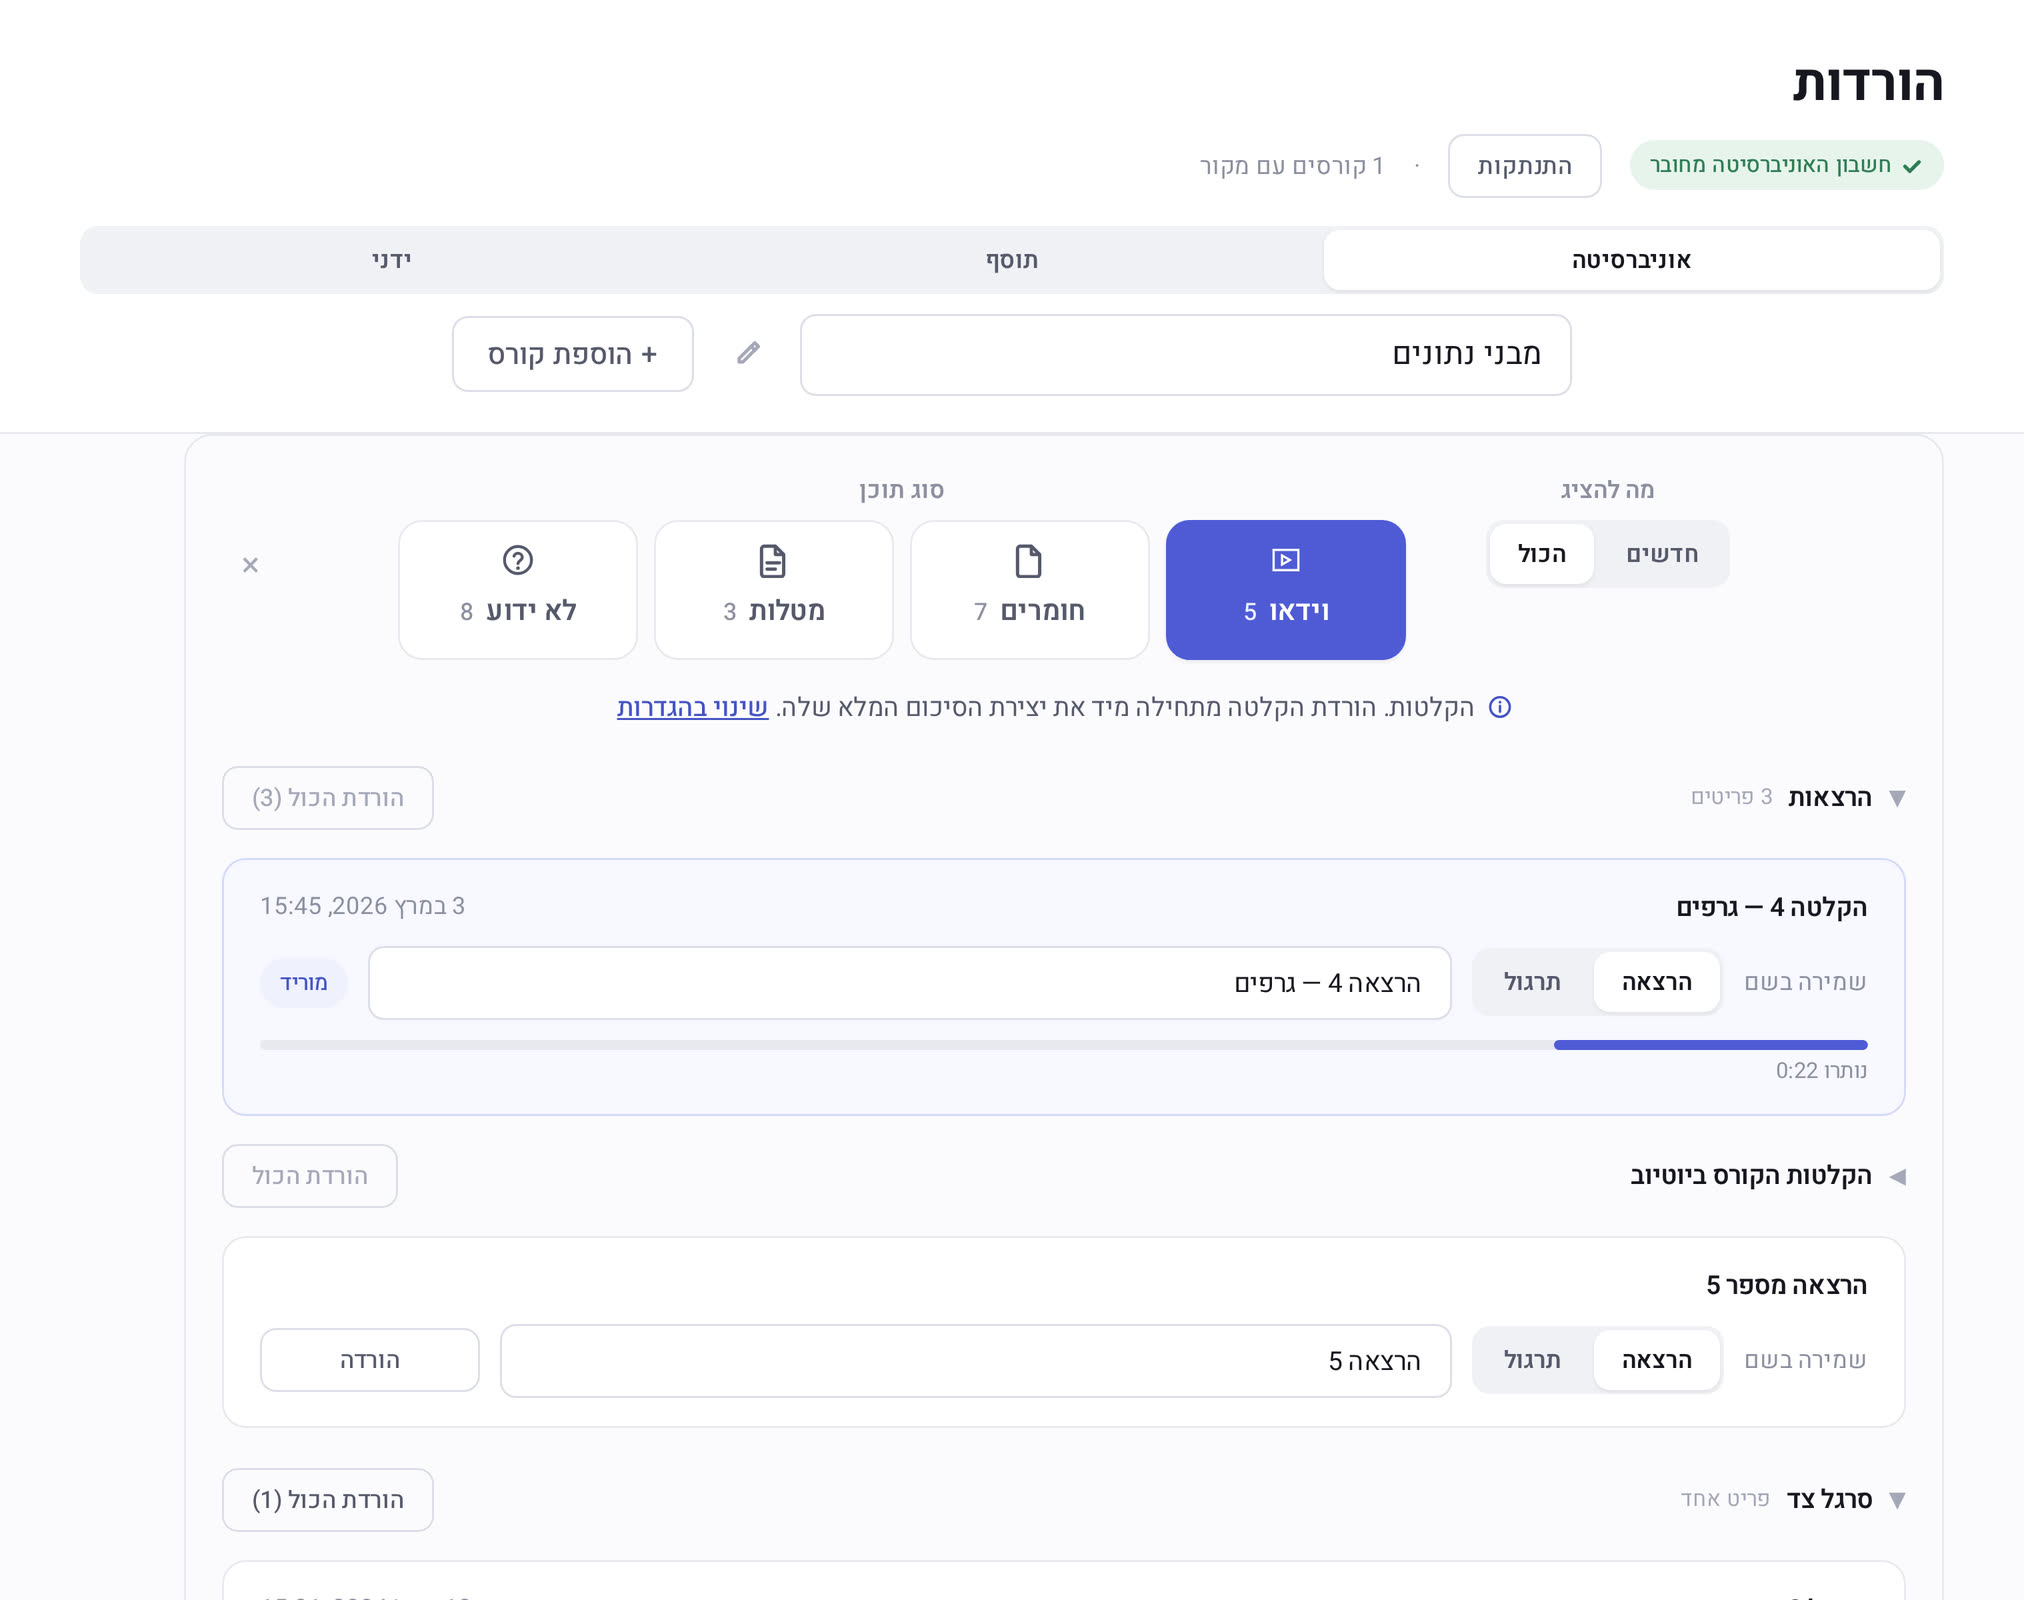 הורדות
חשבון האוניברסיטה מחובר התנתקות · 1 קורסים עם מקור
אוניברסיטה תוסף ידני
מבני נתונים + הוספת קורס
מה להציג סוג תוכן
חדשים הכול
וידאו 5 חומרים 7 מטלות 3 לא ידוע 8
הקלטות. הורדת הקלטה מתחילה מיד את יצירת הסיכום המלא שלה. שינוי בהגדרות
הרצאות 3 פריטים הורדת הכול (3)
הקלטה 4 – גרפים 3 במרץ 2026, 15:45
שמירה בשם הרצאה תרגול הרצאה 4 – גרפים מוריד
נותרו 0:22
הקלטות הקורס ביוטיוב הורדת הכול
הרצאה מספר 5
שמירה בשם הרצאה תרגול הרצאה 5 הורדה
סרגל צד פריט אחד הורדת הכול (1)